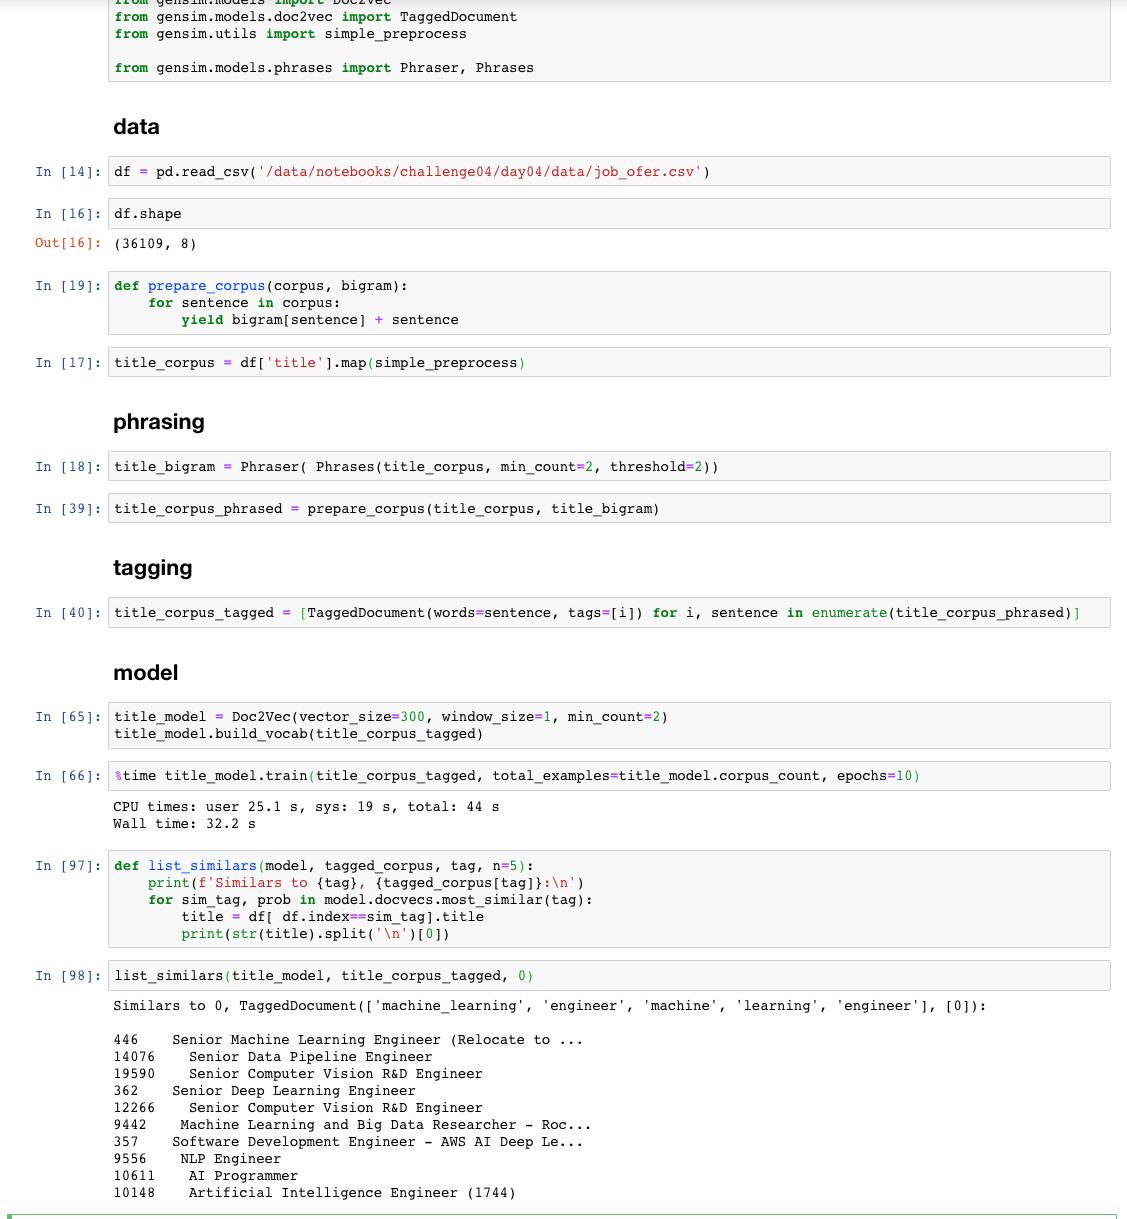 from gensim.models import Doc2Vec
from gensim.models.doc2vec import TaggedDocument
from gensim.utils import simple_preprocess
from gensim.models.phrases import Phraser, Phrases
data
In [14]: df = pd.read_csv('/data/notebooks/challenge04/day04/data/job_ofer.csv')
In [16]: df.shape
Out[16]: (36109, 8)
In [19]: def prepare_corpus(corpus, bigram):
    for sentence in corpus:
        yield bigram[sentence] + sentence
In [17]: title_corpus = df['title'].map(simple_preprocess)
phrasing
In [18]: title_bigram = Phraser( Phrases(title_corpus, min_count=2, threshold=2))
In [39]: title_corpus_phrased = prepare_corpus(title_corpus, title_bigram)
tagging
In [40]: title_corpus_tagged = [TaggedDocument(words=sentence, tags=[i]) for i, sentence in enumerate(title_corpus_phrased)]
model
In [65]: title_model = Doc2Vec(vector_size=300, window_size=1, min_count=2)
title_model.build_vocab(title_corpus_tagged)
In [66]: %time title_model.train(title_corpus_tagged, total_examples=title_model.corpus_count, epochs=10)
CPU times: user 25.1 s, sys: 19 s, total: 44 s
Wall time: 32.2 s
In [97]: def list_similars(model, tagged_corpus, tag, n=5):
    print(f'Similars to {tag}, {tagged_corpus[tag]}:\n')
    for sim_tag, prob in model.docvecs.most_similar(tag):
        title = df[ df.index==sim_tag].title
        print(str(title).split('\n')[0])
In [98]: list_similars(title_model, title_corpus_tagged, 0)
Similars to 0, TaggedDocument(['machine_learning', 'engineer', 'machine', 'learning', 'engineer'], [0]):
446    Senior Machine Learning Engineer (Relocate to ...
14076    Senior Data Pipeline Engineer
19590    Senior Computer Vision R&D Engineer
362    Senior Deep Learning Engineer
12266    Senior Computer Vision R&D Engineer
9442    Machine Learning and Big Data Researcher - Roc...
357    Software Development Engineer - AWS AI Deep Le...
9556    NLP Engineer
10611    AI Programmer
10148    Artificial Intelligence Engineer (1744)